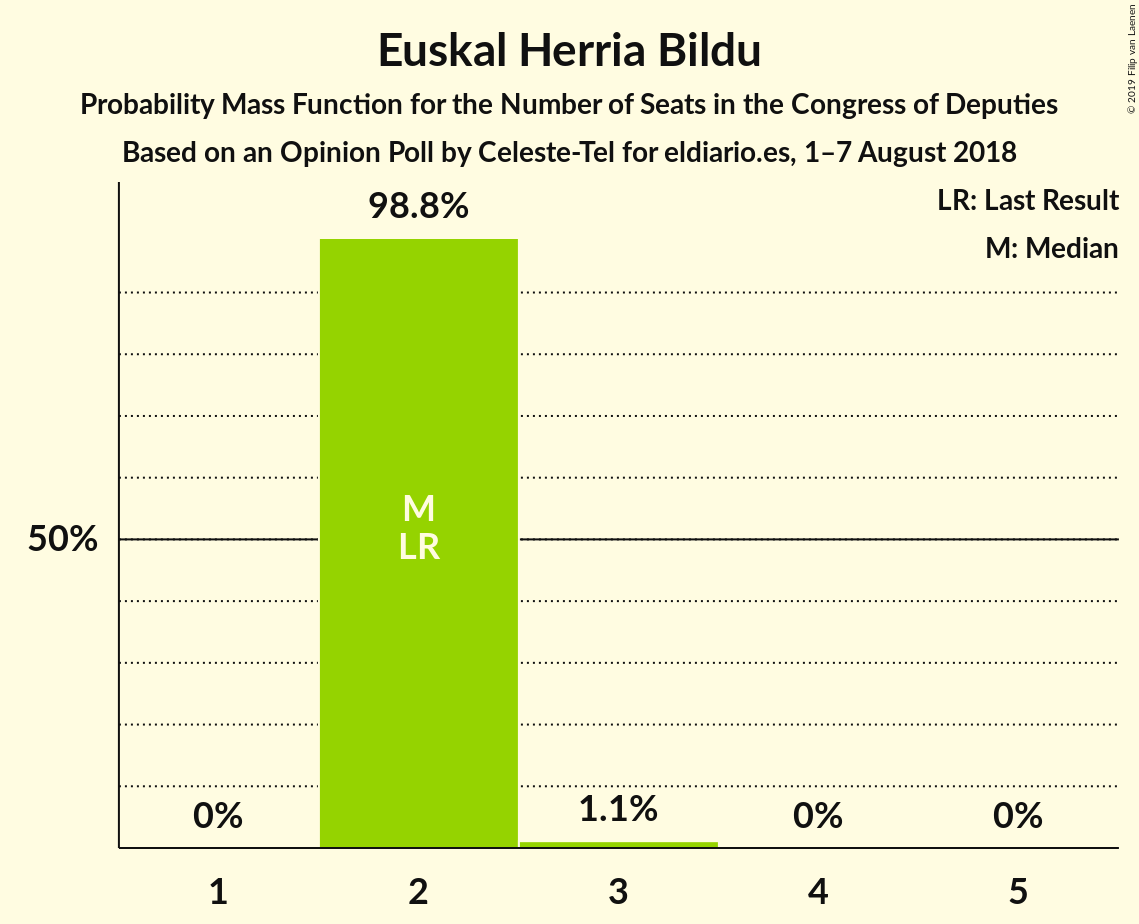 Euskal Herria Bildu
Probability Mass Function for the Number of Seats in the Congress of Deputies
Based on an Opinion Poll by Celeste-Tel for eldiario.es, 1–7 August 2018
© 2019 Filip van Laenen
LR: Last Result
M: Median
98.8%
M
LR
50%
0%
1.1%
0%
0%
1
2
3
4
5